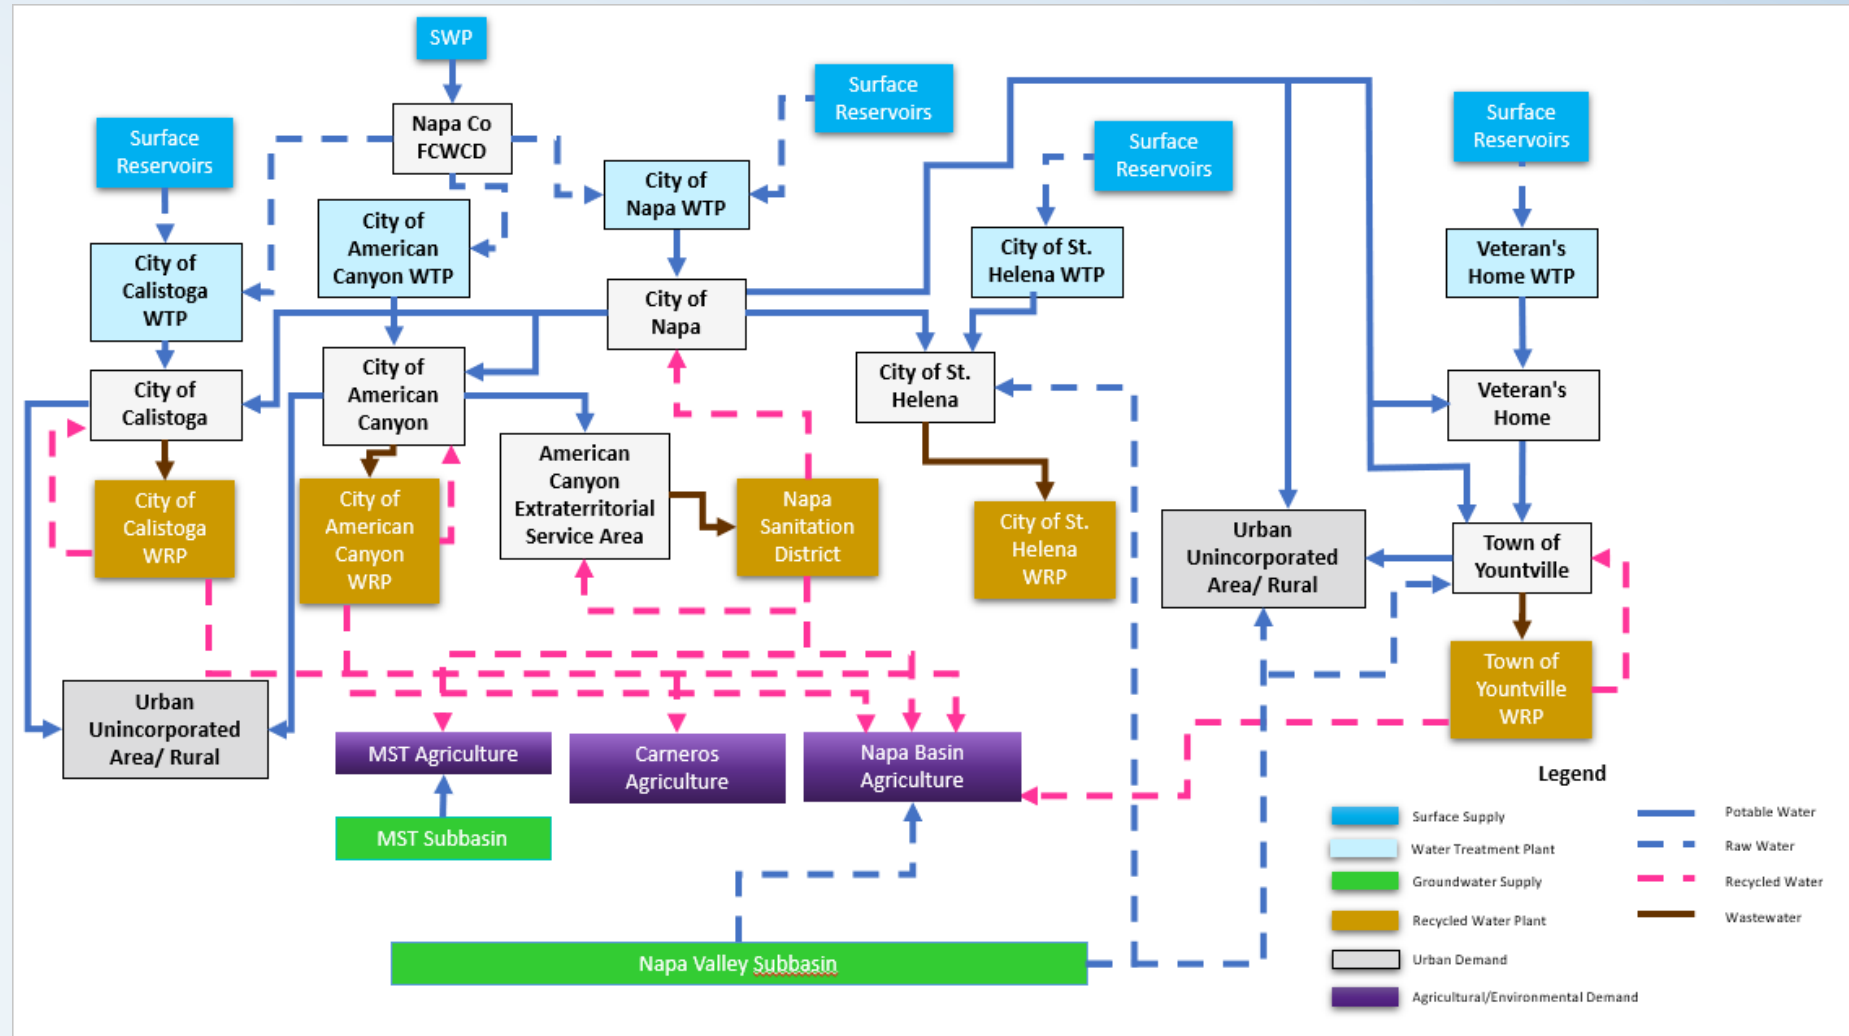 SWP
Napa Co
FCWCD
Surface
Reservoirs
Surface
Reservoirs
Surface
Reservoirs
Surface
Reservoirs
City of
Napa WTP
City of
American
Canyon WTP
City of
Calistoga
WTP
City of St.
Helena WTP
Veteran's
Home WTP
City of
Napa
City of
Calistoga
City of
American
Canyon
City of St.
Helena
Veteran's
Home
American
Canyon
Extraterritorial
Service Area
City of
Calistoga
WRP
City of
American
Canyon
WRP
Napa
Sanitation
District
City of St.
Helena
WRP
Urban
Unincorporated
Area/ Rural
Town of
Yountville
Town of
Yountville
WRP
Urban
Unincorporated
Area/ Rural
MST Agriculture
Carneros
Agriculture
Napa Basin
Agriculture
MST Subbasin
Napa Valley Subbasin
Legend
Surface Supply
Water Treatment Plant
Groundwater Supply
Recycled Water Plant
Urban Demand
Agricultural/Environmental Demand
Potable Water
Raw Water
Recycled Water
Wastewater